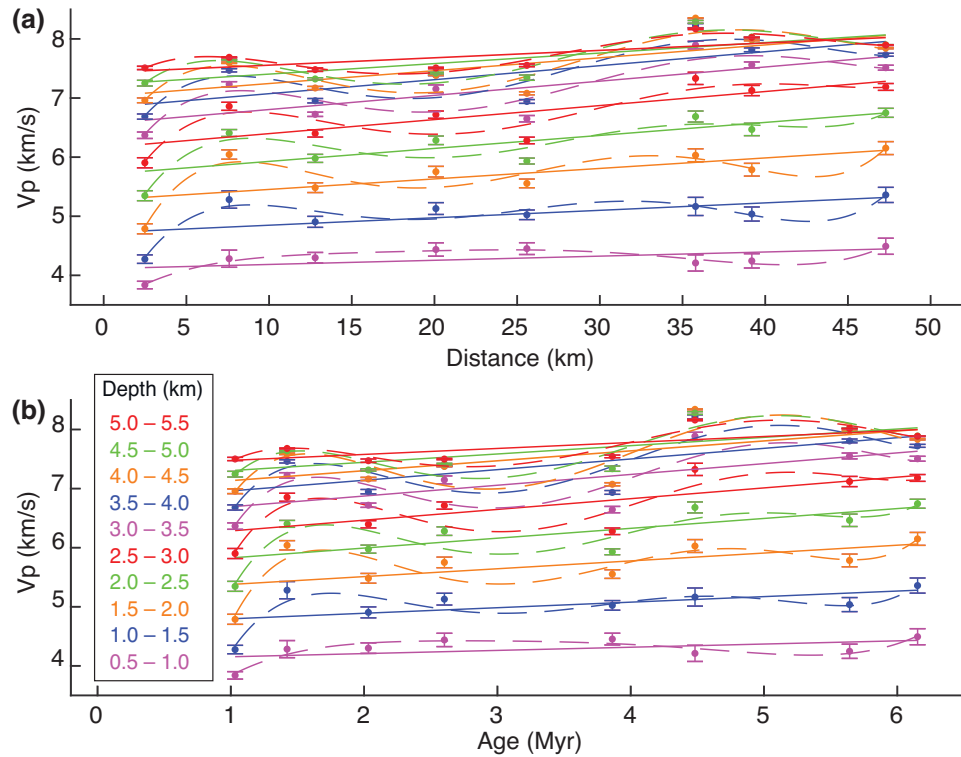 (a)
Vp (km/s)
8
7
6
5
4
0 5 10 15 20 25 30 35 40 45 50
Distance (km)
(b)
Vp (km/s)
8
7
6
5
4
Depth (km)
5.0 – 5.5
4.5 – 5.0
4.0 – 4.5
3.5 – 4.0
3.0 – 3.5
2.5 – 3.0
2.0 – 2.5
1.5 – 2.0
1.0 – 1.5
0.5 – 1.0
0 1 2 3 4 5 6
Age (Myr)